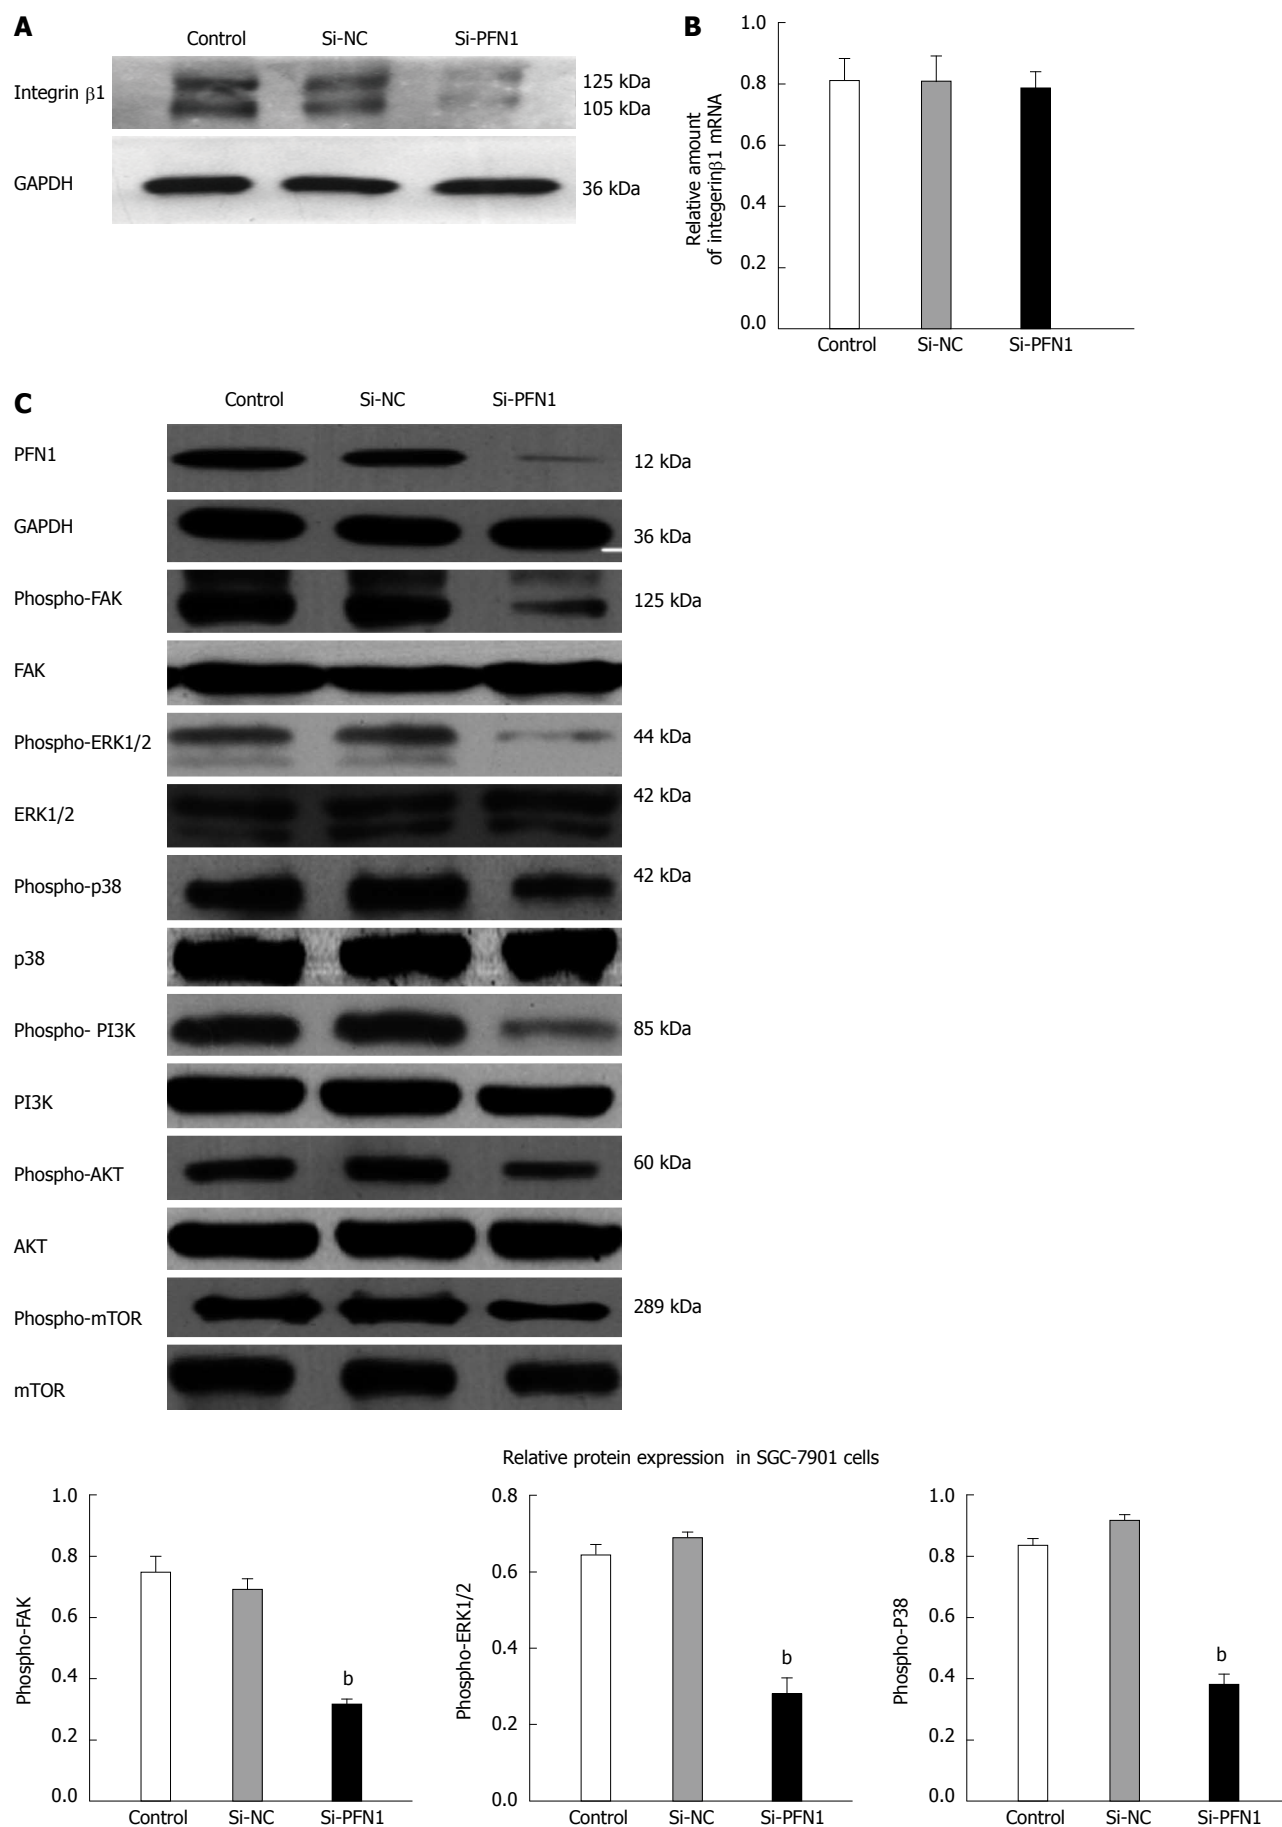 A
Control Si-NC Si-PFN1
Integrin β1
125 kDa
105 kDa
GAPDH
36 kDa
B
Relative amount
of integerinβ1 mRNA
1.0
0.8
0.6
0.4
0.2
0.0
Control Si-NC Si-PFN1
C
Control Si-NC Si-PFN1
PFN1 12 kDa
GAPDH 36 kDa
Phospho-FAK 125 kDa
FAK
Phospho-ERK1/2 44 kDa
ERK1/2 42 kDa
Phospho-p38 42 kDa
p38
Phospho- PI3K 85 kDa
PI3K
Phospho-AKT 60 kDa
AKT
Phospho-mTOR 289 kDa
mTOR
Relative protein expression in SGC-7901 cells
Phospho-FAK
1.0
0.8
0.6
0.4
0.2
0.0
b
Control Si-NC Si-PFN1
Phospho-ERK1/2
0.8
0.6
0.4
0.2
0.0
b
Control Si-NC Si-PFN1
Phospho-P38
1.0
0.8
0.6
0.4
0.2
0.0
b
Control Si-NC Si-PFN1